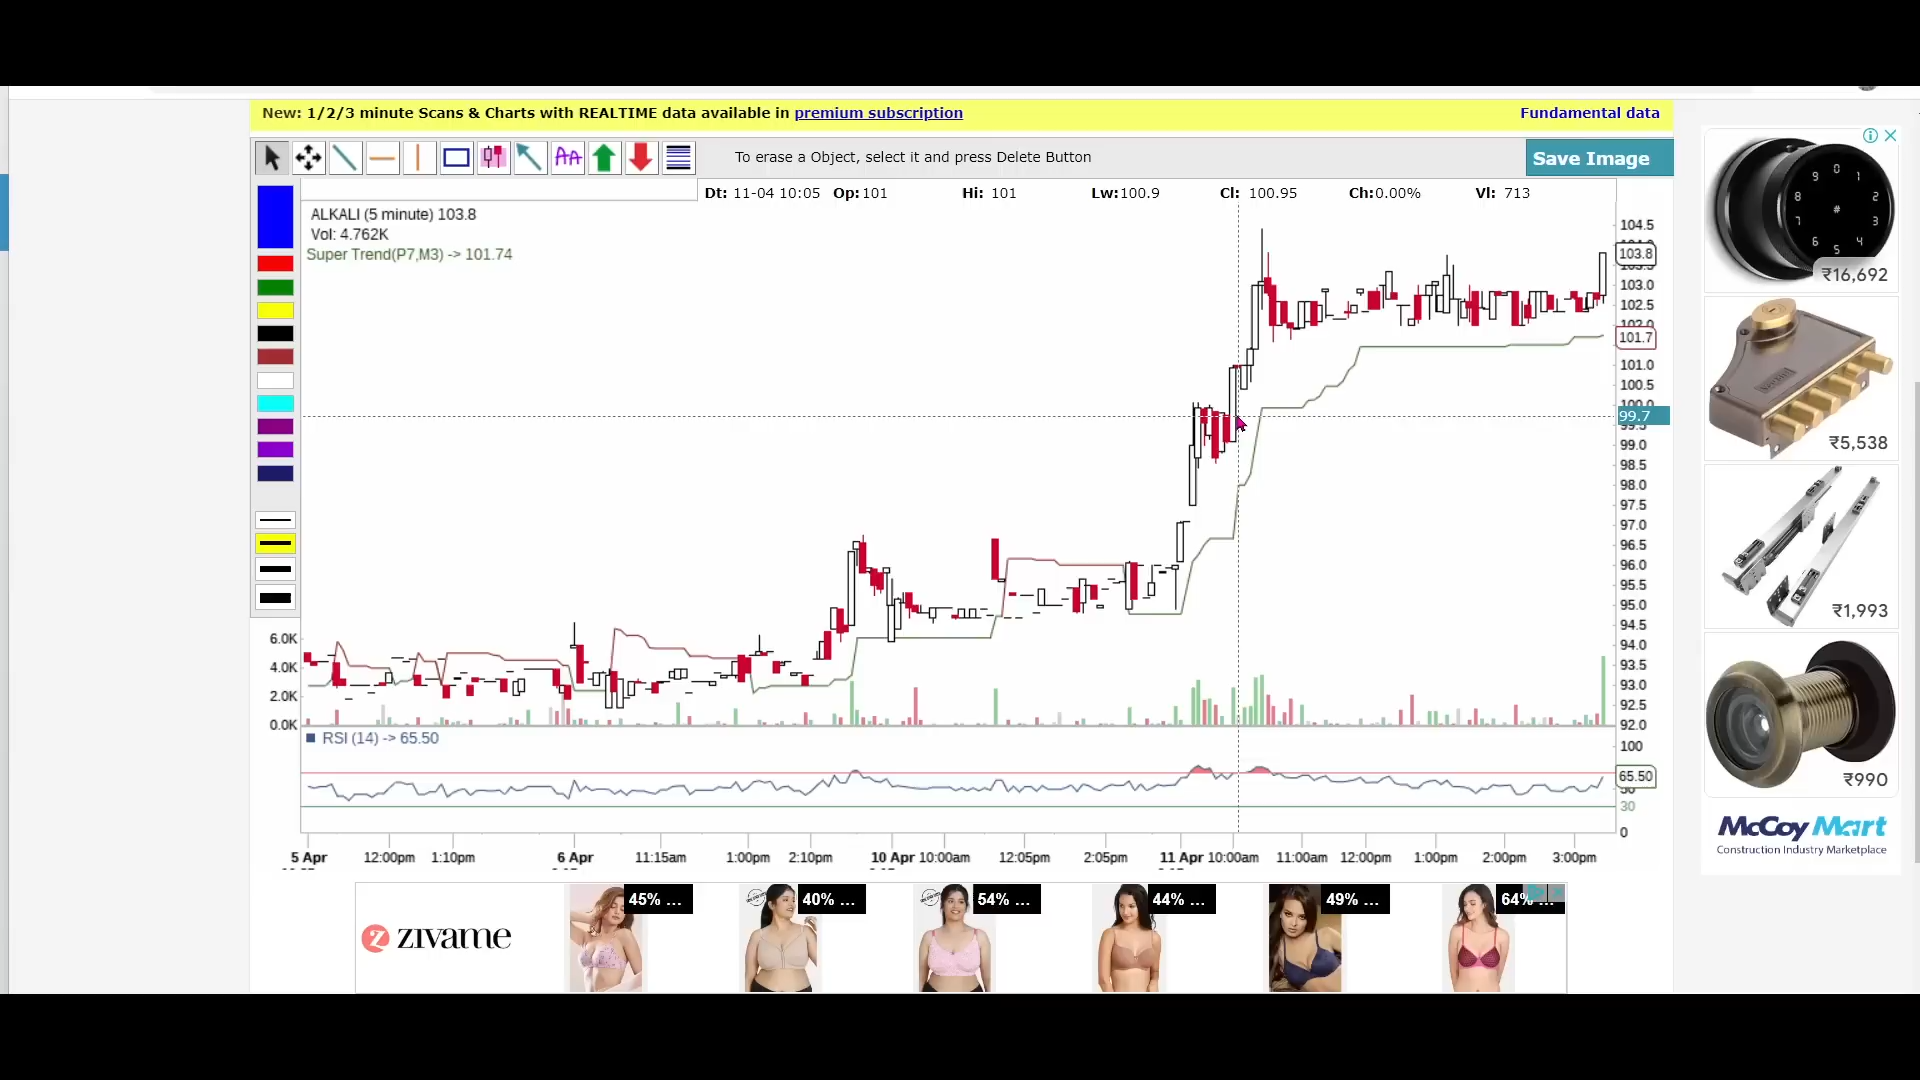 New: 1/2/3 minute Scans & Charts with REALTIME data available in premium subscription
Fundamental data
To erase a Object, select it and press Delete Button
Save Image
Dt: 11-04 10:05 Op:101 Hi: 101 Lw:100.9 Cl: 100.95 Ch:0.00% Vl: 713
ALKALI (5 minute) 103.8
Vol: 4.762K
Super Trend(P7,M3) -> 101.74
104.5
103.8
103.0
102.5
101.7
101.0
100.5
99.7
99.0
98.5
98.0
97.5
97.0
96.5
96.0
95.5
95.0
94.5
94.0
93.5
93.0
92.5
92.0
6.0K
4.0K
2.0K
0.0K
RSI (14) -> 65.50
100
65.50
30
0
5 Apr 12:00pm 1:10pm 6 Apr 11:15am 1:00pm 2:10pm 10 Apr 10:00am 12:05pm 2:05pm 11 Apr 10:00am 11:00am 12:00pm 1:00pm 2:00pm 3:00pm
zivame
45% ...
40% ...
54% ...
44% ...
49% ...
64% ...
₹16,692
₹5,538
₹1,993
₹990
McCoy Mart
Construction Industry Marketplace